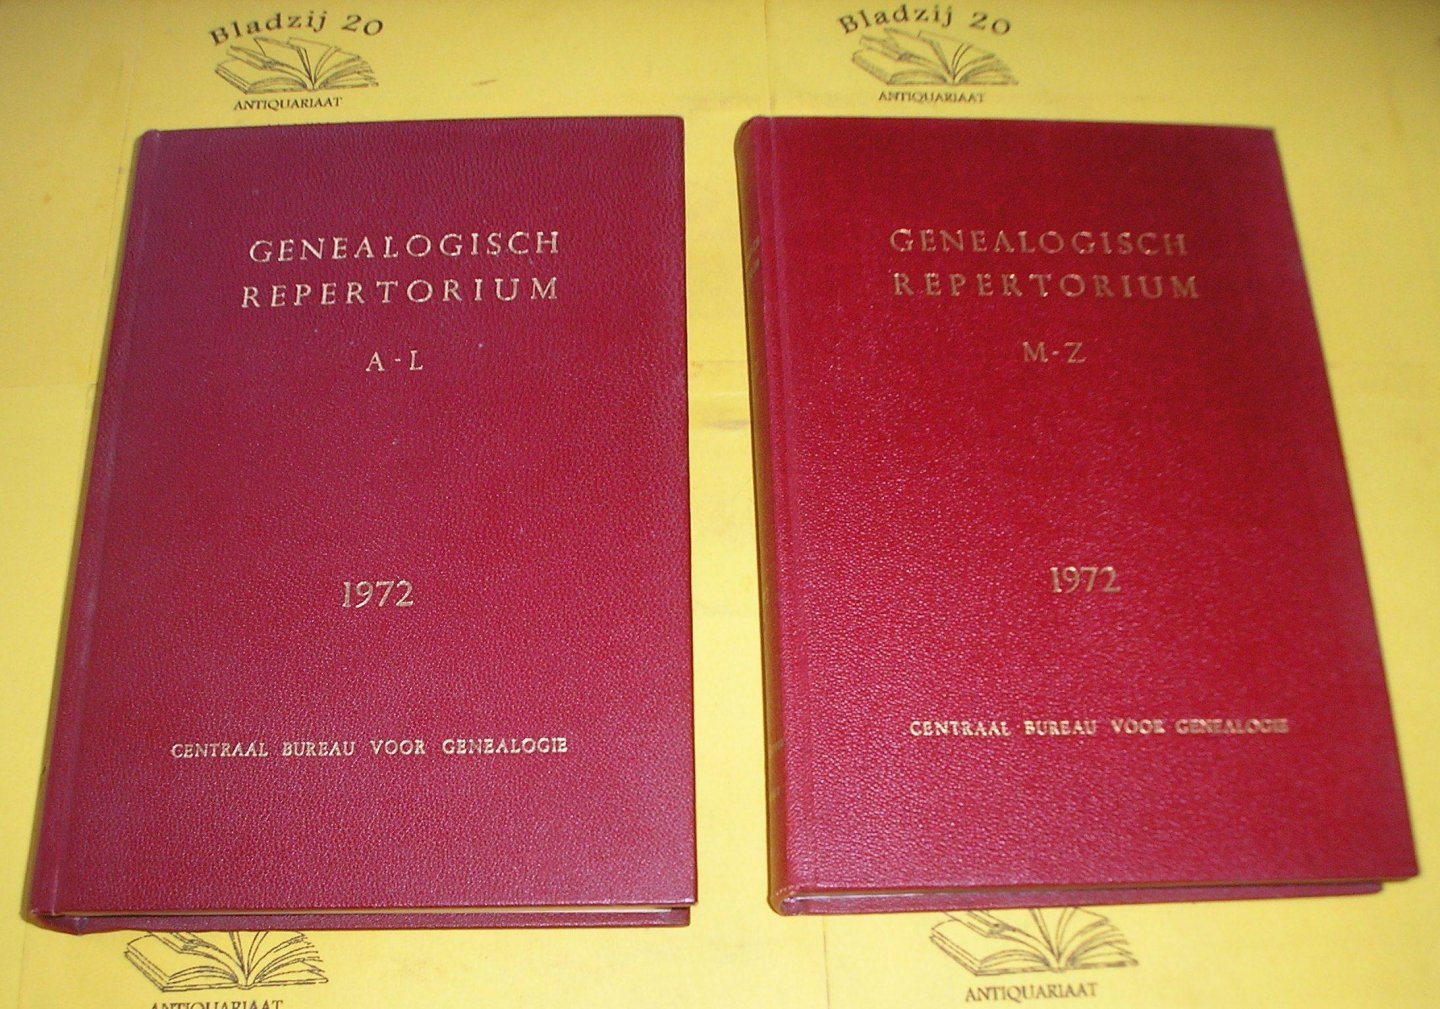 Bladzij 20
ANTIQUARIAAT
Bladzij 20
ANTIQUARIAAT
GENEALOGISCH
REPERTORIUM
A - L
1972
CENTRAAL BUREAU VOOR GENEALOGIE
GENEALOGISCH
REPERTORIUM
M - Z
1972
CENTRAAL BUREAU VOOR GENEALOGIE
ANTIQUARIAAT
ANTIQUARIAAT